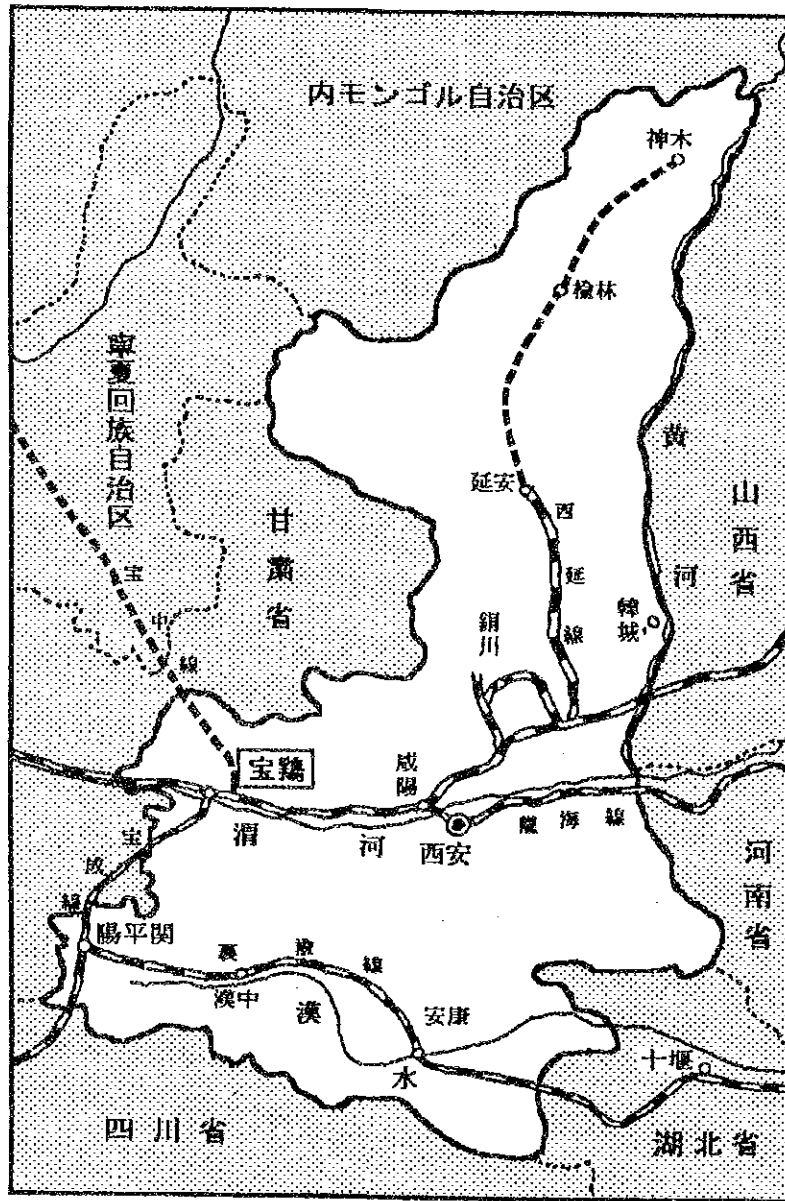 内モンゴル自治区
神木
楡林
寧夏回族自治区
黄河
延安
西延線
山西省
甘粛省
宝中線
韓城
銅川
宝鶏
咸陽
渭河
西安
隴海線
宝成線
河南省
陽平関
襄渝線
漢中
漢水
安康
十堰
四川省
湖北省